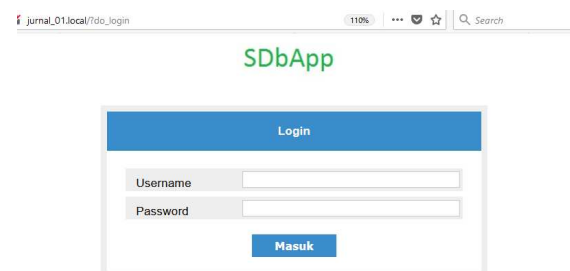 jurnal_01.local/?do_login 110% ... Search
SDbApp
Login
Username
Password
Masuk